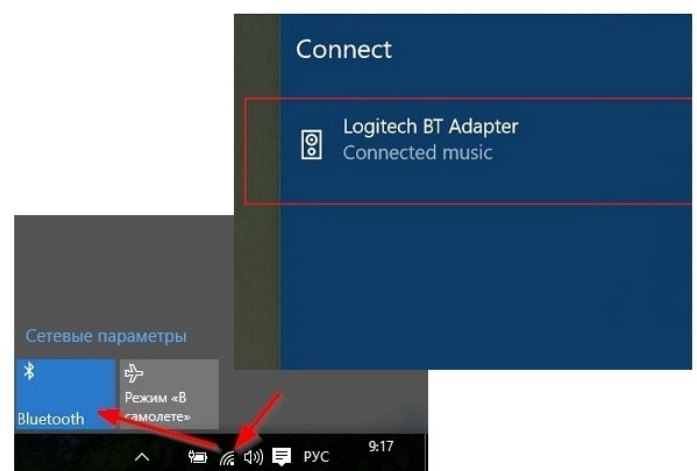 Connect
Logitech BT Adapter
Connected music
Сетевые параметры
Режим «В
самолете»
Bluetooth
РУС
9:17